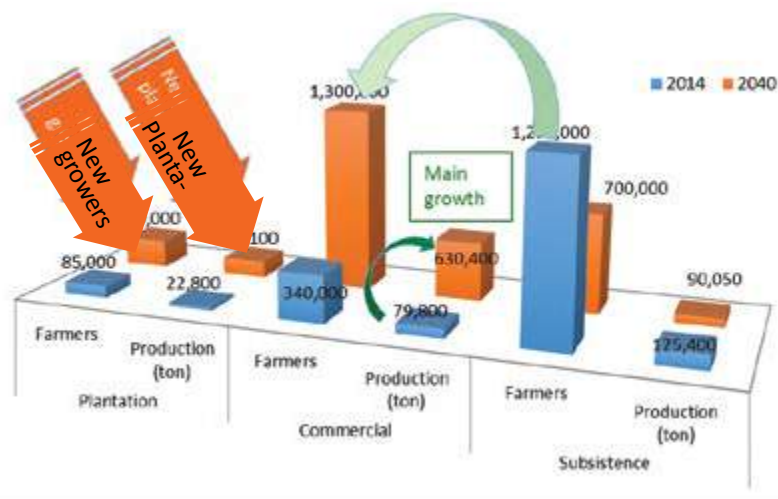 2014 2040
New
growers
New
Planta-
1,300,
Main
growth
700,000
,000
100
85,000
22,800
340,000
630,400
79,800
90,050
125,400
Farmers
Production
(ton)
Plantation
Farmers
Production
(ton)
Commercial
Farmers
Production
(ton)
Subsistence